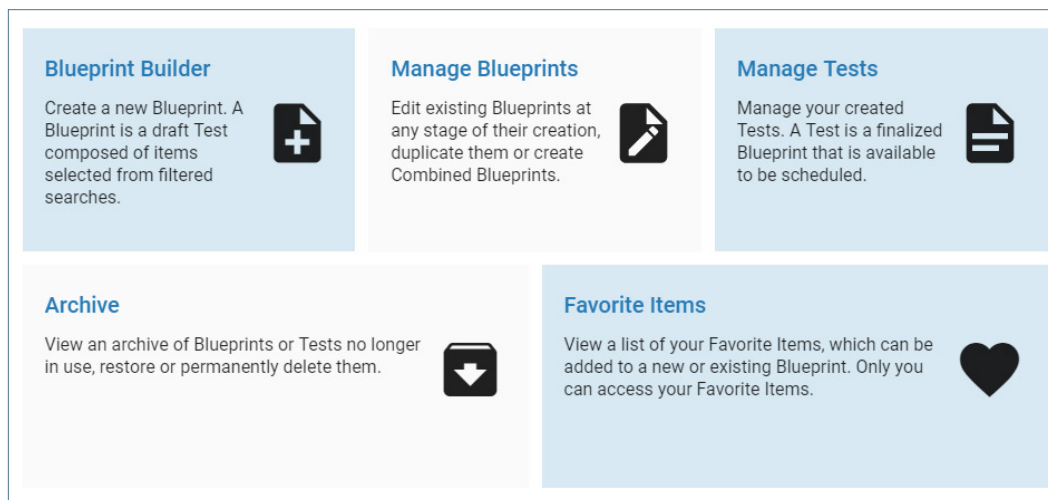 Blueprint Builder
Create a new Blueprint. A
Blueprint is a draft Test
composed of items
selected from filtered
searches.
Manage Blueprints
Edit existing Blueprints at
any stage of their creation,
duplicate them or create
Combined Blueprints.
Manage Tests
Manage your created
Tests. A Test is a finalized
Blueprint that is available
to be scheduled.
Archive
View an archive of Blueprints or Tests no longer
in use, restore or permanently delete them.
Favorite Items
View a list of your Favorite Items, which can be
added to a new or existing Blueprint. Only you
can access your Favorite Items.